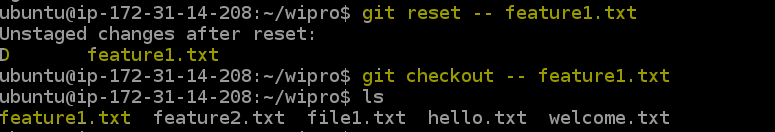 ubuntu@ip-172-31-14-208:~/wipro$ git reset -- feature1.txt
Unstaged changes after reset:
D       feature1.txt
ubuntu@ip-172-31-14-208:~/wipro$ git checkout -- feature1.txt
ubuntu@ip-172-31-14-208:~/wipro$ ls
feature1.txt  feature2.txt  file1.txt  hello.txt  welcome.txt